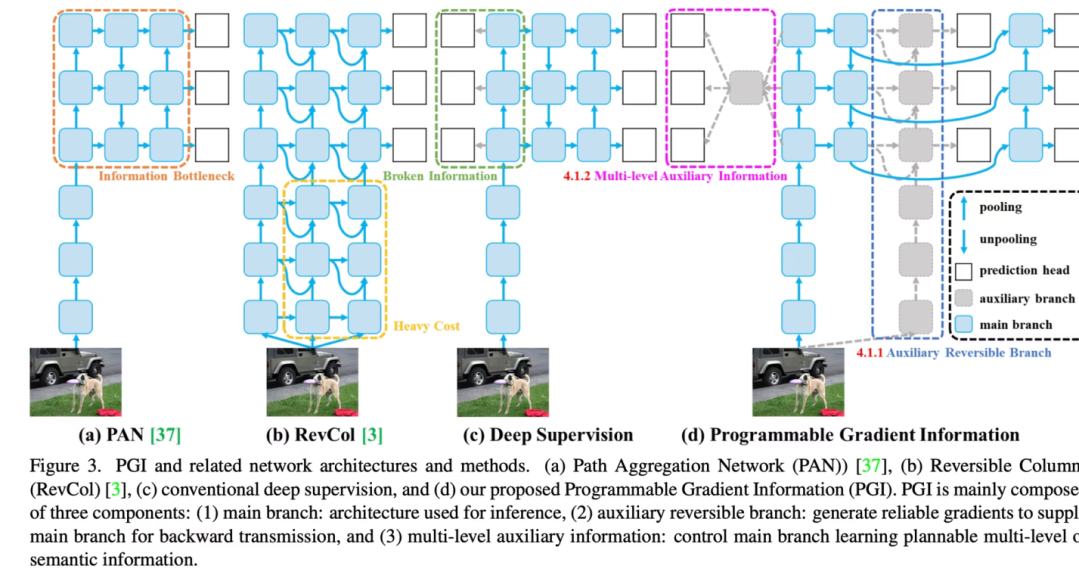 Information Bottleneck
Broken Information
4.1.2 Multi-level Auxiliary Information
pooling
unpooling
prediction head
auxiliary branch
main branch
Heavy Cost
4.1.1 Auxiliary Reversible Branch
(a) PAN [37]
(b) RevCol [3]
(c) Deep Supervision
(d) Programmable Gradient Information
Figure 3. PGI and related network architectures and methods. (a) Path Aggregation Network (PAN)) [37], (b) Reversible Column
(RevCol) [3], (c) conventional deep supervision, and (d) our proposed Programmable Gradient Information (PGI). PGI is mainly compose
of three components: (1) main branch: architecture used for inference, (2) auxiliary reversible branch: generate reliable gradients to suppl
main branch for backward transmission, and (3) multi-level auxiliary information: control main branch learning plannable multi-level o
semantic information.